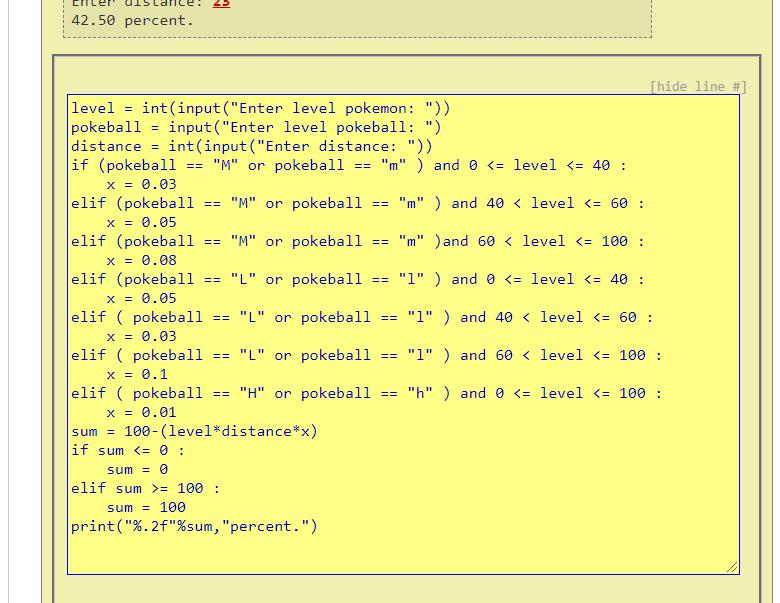 Enter distance: 23
42.50 percent.
[hide line #]
level = int(input("Enter level pokemon: "))
pokeball = input("Enter level pokeball: ")
distance = int(input("Enter distance: "))
if (pokeball == "M" or pokeball == "m" ) and 0 <= level <= 40 :
    x = 0.03
elif (pokeball == "M" or pokeball == "m" ) and 40 < level <= 60 :
    x = 0.05
elif (pokeball == "M" or pokeball == "m" )and 60 < level <= 100 :
    x = 0.08
elif (pokeball == "L" or pokeball == "l" ) and 0 <= level <= 40 :
    x = 0.05
elif ( pokeball == "L" or pokeball == "l" ) and 40 < level <= 60 :
    x = 0.03
elif ( pokeball == "L" or pokeball == "l" ) and 60 < level <= 100 :
    x = 0.1
elif ( pokeball == "H" or pokeball == "h" ) and 0 <= level <= 100 :
    x = 0.01
sum = 100-(level*distance*x)
if sum <= 0 :
    sum = 0
elif sum >= 100 :
    sum = 100
print("%.2f"%sum,"percent.")